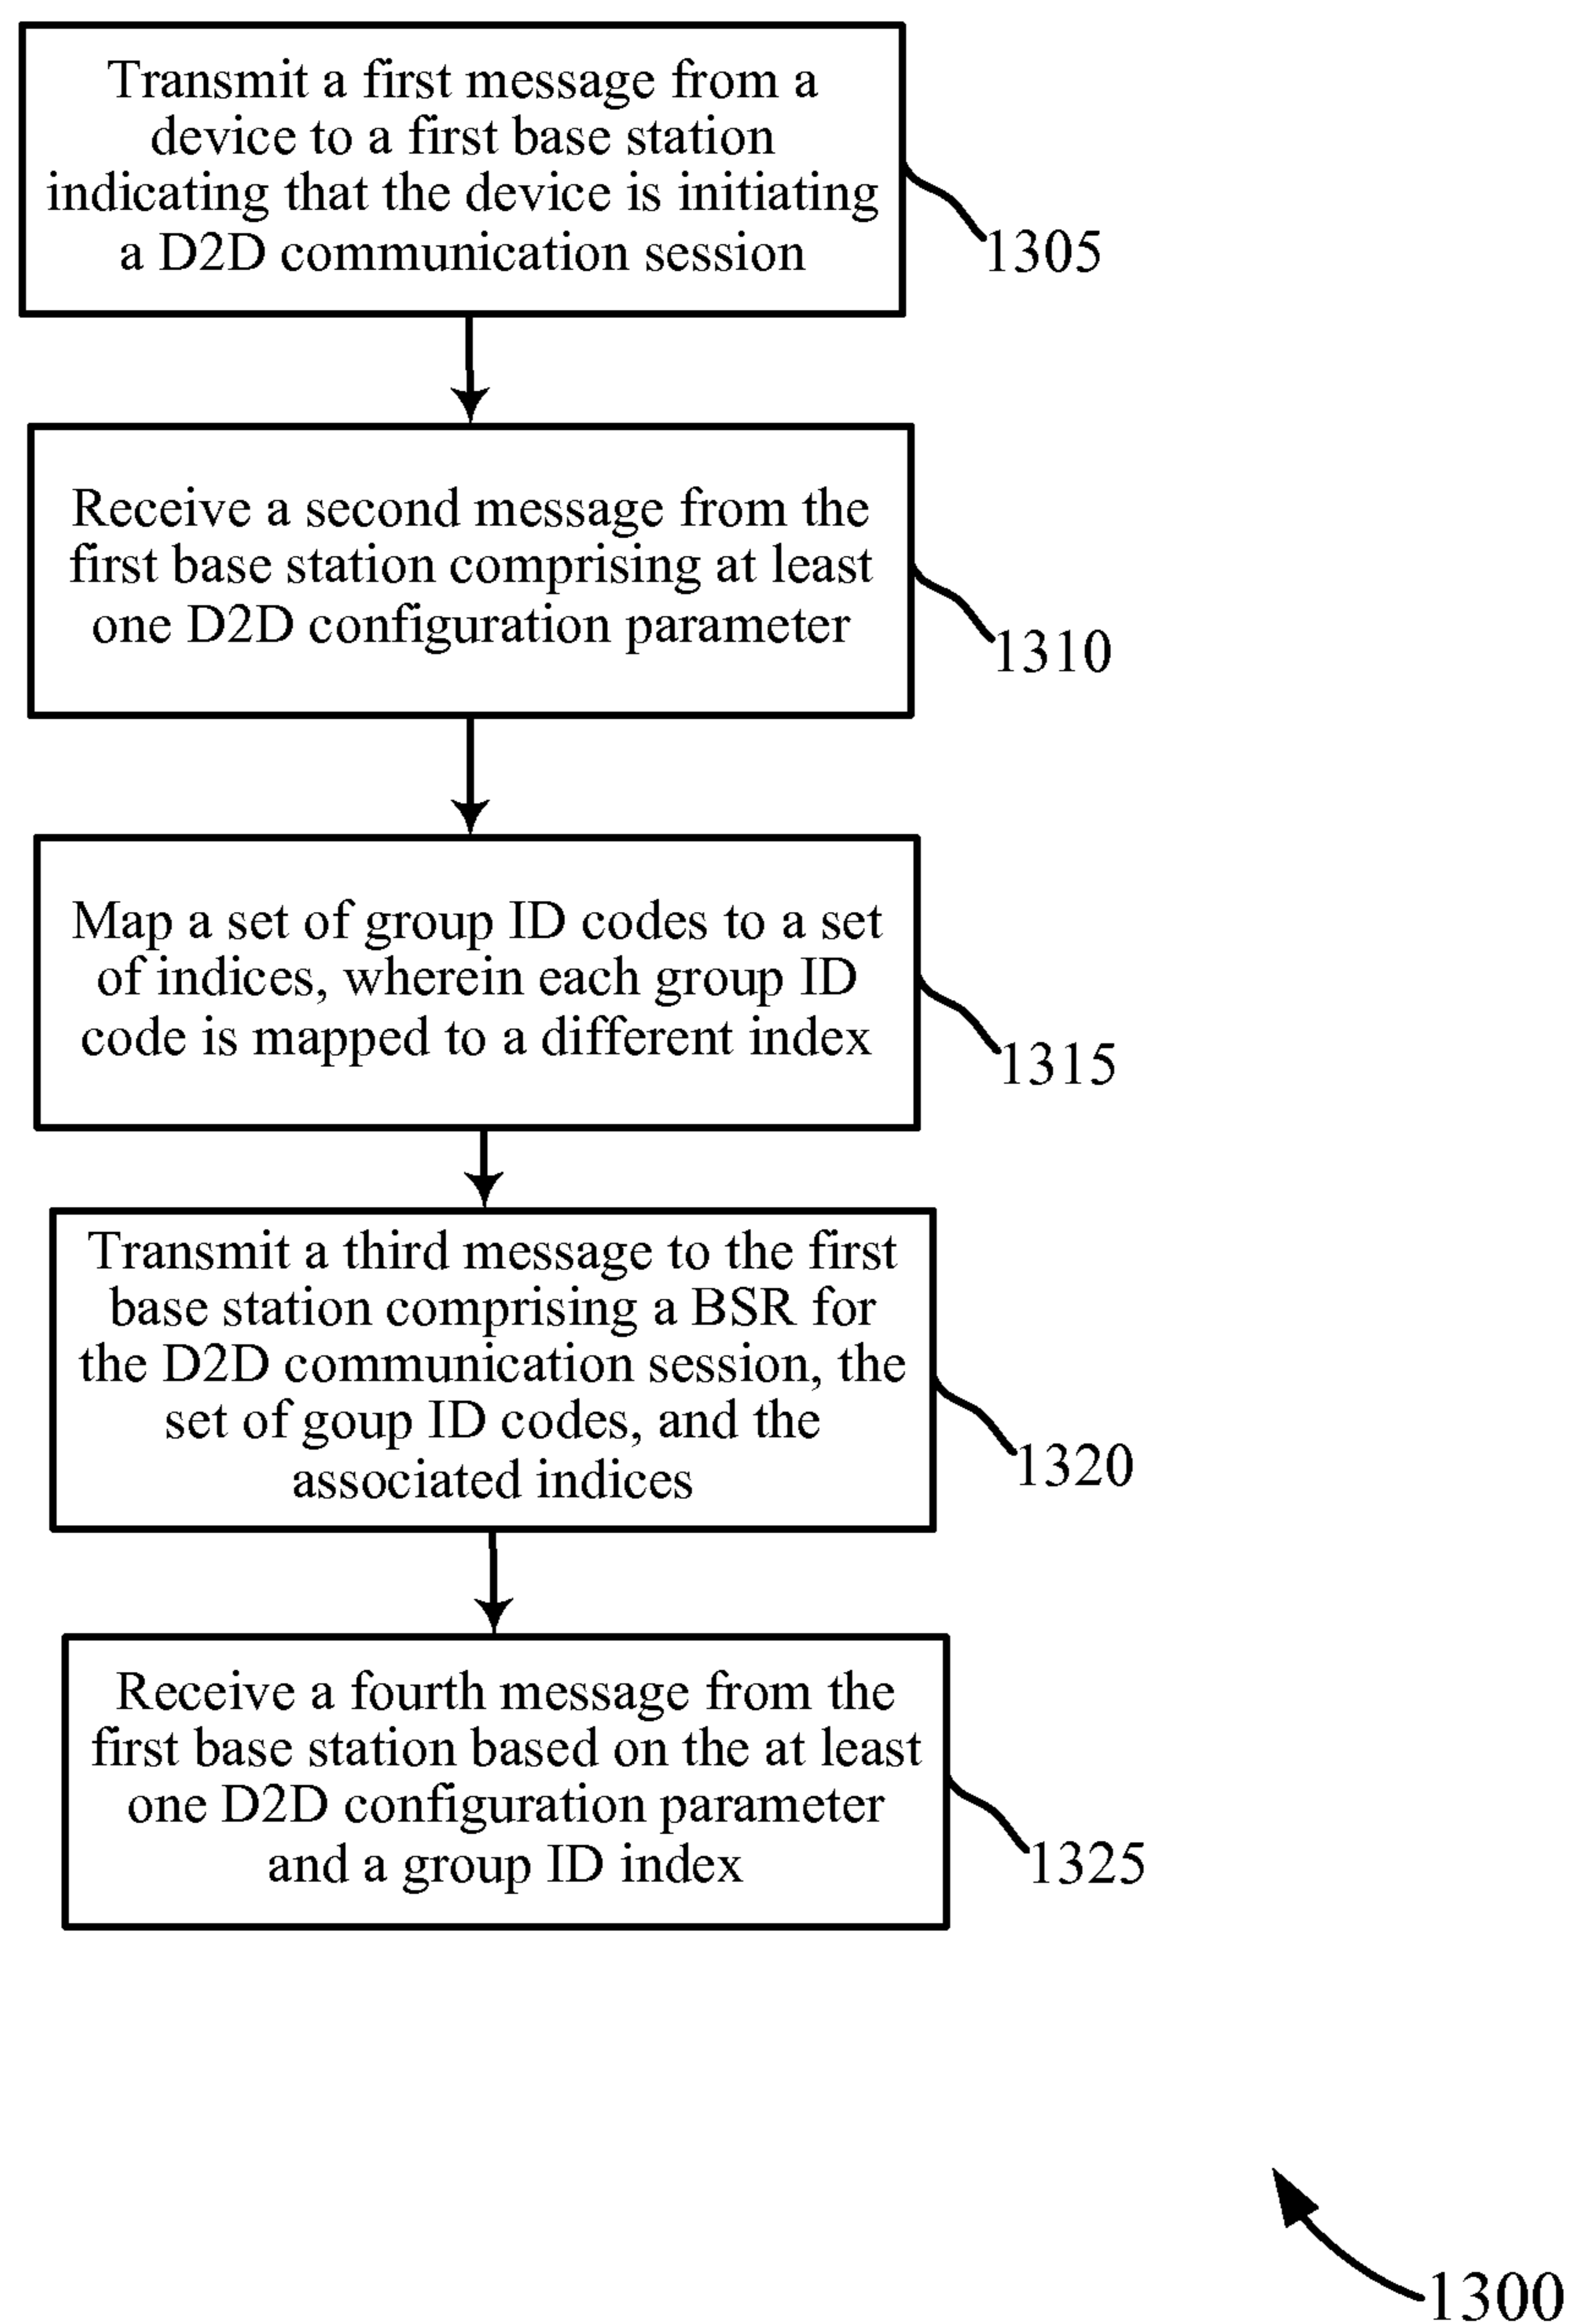 Transmit a first message from a
device to a first base station
indicating that the device is initiating
a D2D communication session
1305
Receive a second message from the
first base station comprising at least
one D2D configuration parameter
1310
Map a set of group ID codes to a set
of indices, wherein each group ID
code is mapped to a different index
1315
Transmit a third message to the first
base station comprising a BSR for
the D2D communication session, the
set of goup ID codes, and the
associated indices
1320
Receive a fourth message from the
first base station based on the at least
one D2D configuration parameter
and a group ID index
1325
1300